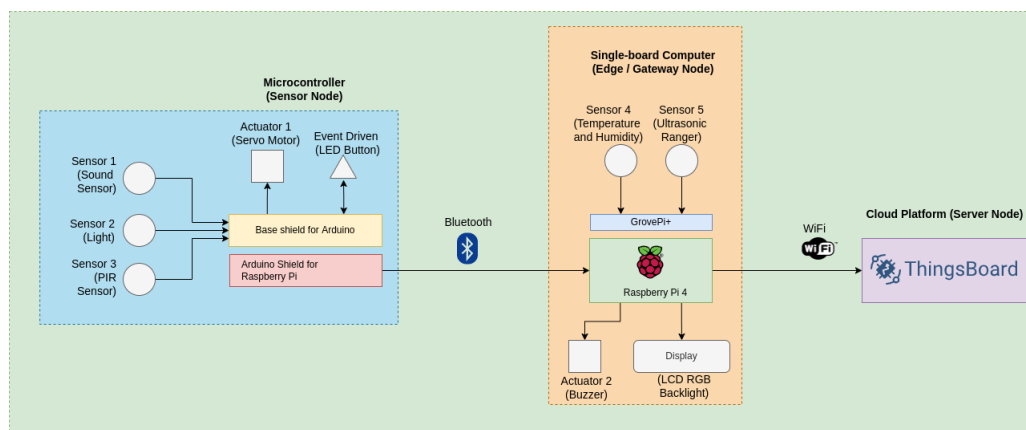 Microcontroller
(Sensor Node)
Actuator 1
(Servo Motor)
Event Driven
(LED Button)
Sensor 1
(Sound
Sensor)
Sensor 2
(Light)
Sensor 3
(PIR
Sensor)
Base shield for Arduino
Arduino Shield for
Raspberry Pi
Bluetooth
Single-board Computer
(Edge / Gateway Node)
Sensor 4
(Temperature
and Humidity)
Sensor 5
(Ultrasonic
Ranger)
GrovePi+
Raspberry Pi 4
Actuator 2
(Buzzer)
Display
(LCD RGB
Backlight)
WiFi
Wi Fi
Cloud Platform (Server Node)
ThingsBoard